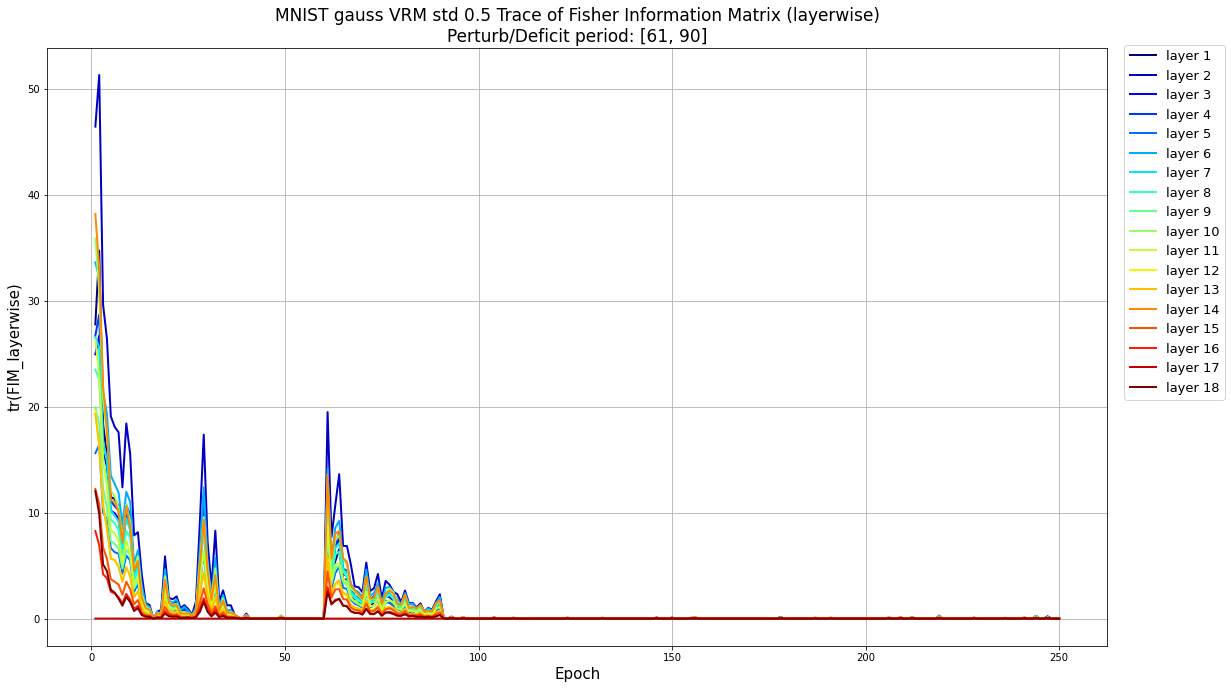 MNIST gauss VRM std 0.5 Trace of Fisher Information Matrix (layerwise)
Perturb/Deficit period: [61, 90]
tr(FIM_layerwise)
50
40
30
20
10
0
0
50
100
150
200
250
Epoch
layer 1
layer 2
layer 3
layer 4
layer 5
layer 6
layer 7
layer 8
layer 9
layer 10
layer 11
layer 12
layer 13
layer 14
layer 15
layer 16
layer 17
layer 18